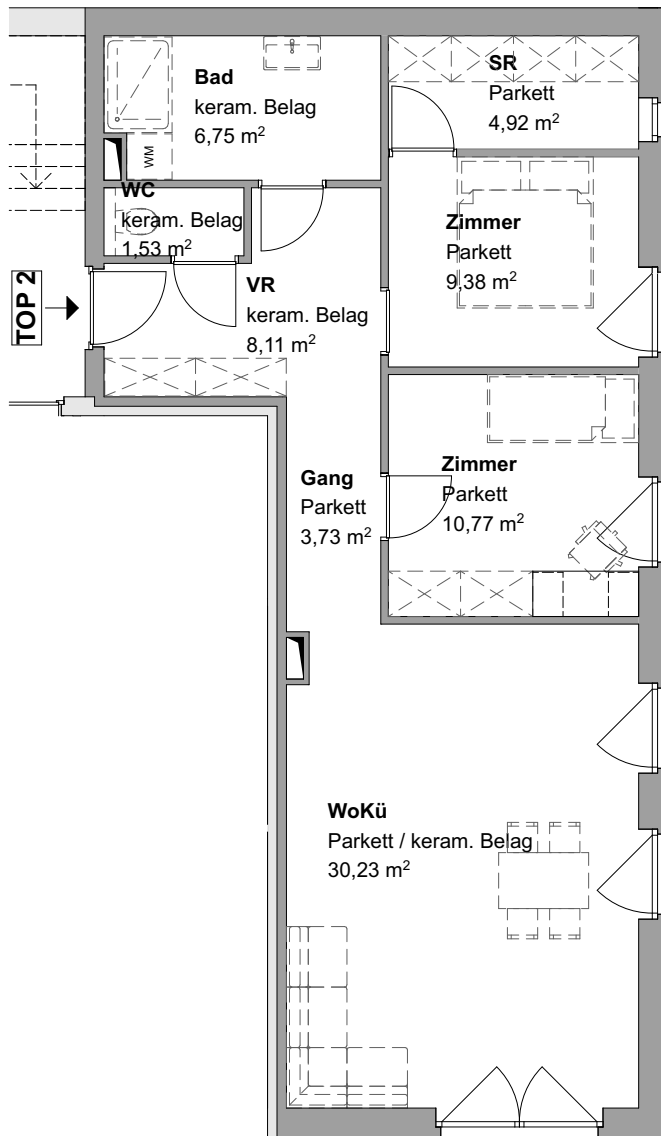 Bad
keram. Belag
6,75 m²
SR
Parkett
4,92 m²
WM
WC
keram. Belag
1,53 m²
Zimmer
Parkett
9,38 m²
TOP 2
VR
keram. Belag
8,11 m²
Gang
Parkett
3,73 m²
Zimmer
Parkett
10,77 m²
WoKü
Parkett / keram. Belag
30,23 m²